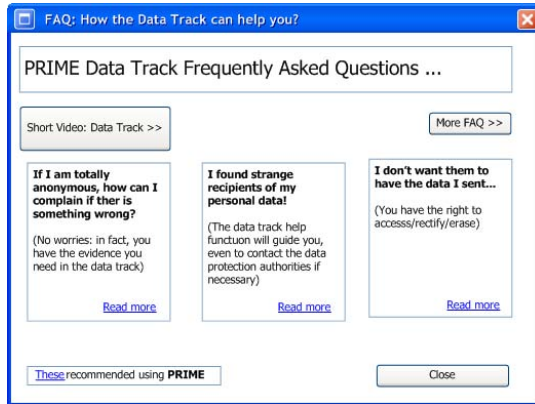 FAQ: How the Data Track can help you?
PRIME Data Track Frequently Asked Questions ...
Short Video: Data Track >>
More FAQ >>
If I am totally
anonymous, how can I
complain if ther is
something wrong?
(No worries: in fact, you
have the evidence you
need in the data track)
Read more
I found strange
recipients of my
personal data!
(The data track help
functuon will guide you,
even to contact the data
protection authorities if
necessary)
Read more
I don't want them to
have the data I sent...
(You have the right to
accesss/rectify/erase)
Read more
These recommended using PRIME
Close